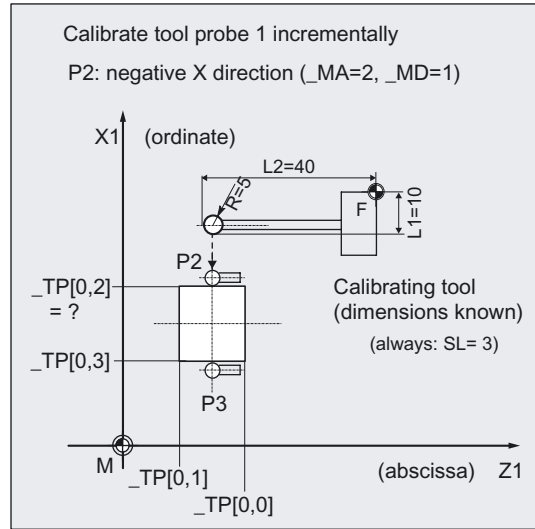 Calibrate tool probe 1 incrementally
P2: negative X direction (_MA=2, _MD=1)
X1
(ordinate)
L2=40
R=5
F
L1=10
P2
_TP[0,2]
= ?
Calibrating tool
(dimensions known)
(always: SL= 3)
_TP[0,3]
P3
M
_TP[0,1]
(abscissa)
Z1
_TP[0,0]